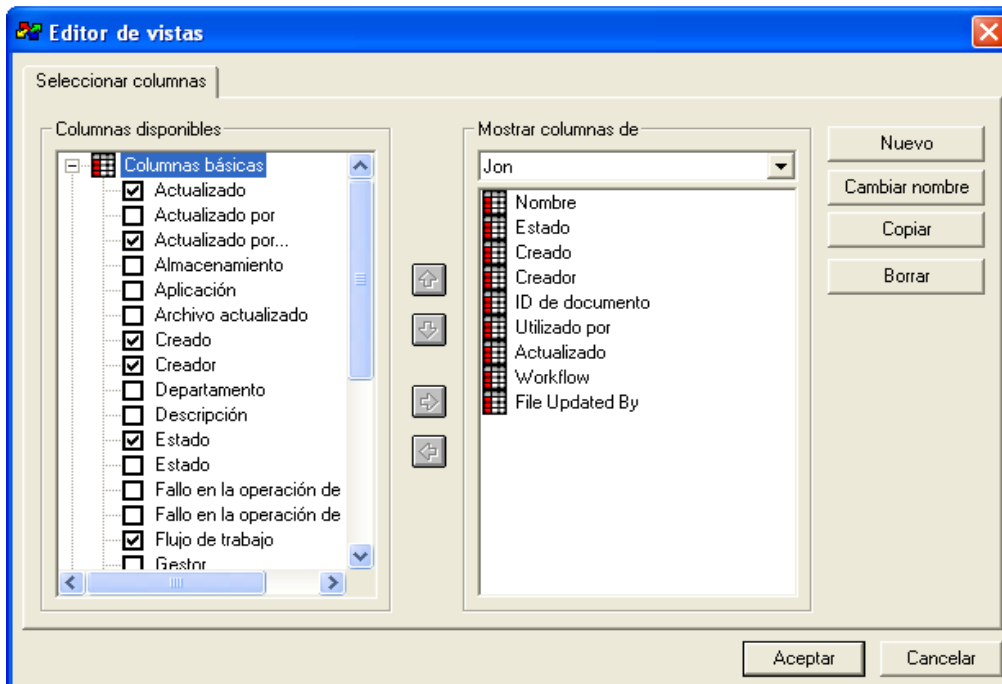 Editor de vistas
Seleccionar columnas
Columnas disponibles
Columnas básicas
Actualizado
Actualizado por
Actualizado por...
Almacenamiento
Aplicación
Archivo actualizado
Creado
Creador
Departamento
Descripción
Estado
Estado
Fallo en la operación de
Fallo en la operación de
Flujo de trabajo
Gestor
Mostrar columnas de
Jon
Nombre
Estado
Creado
Creador
ID de documento
Utilizado por
Actualizado
Workflow
File Updated By
Nuevo
Cambiar nombre
Copiar
Borrar
Aceptar
Cancelar